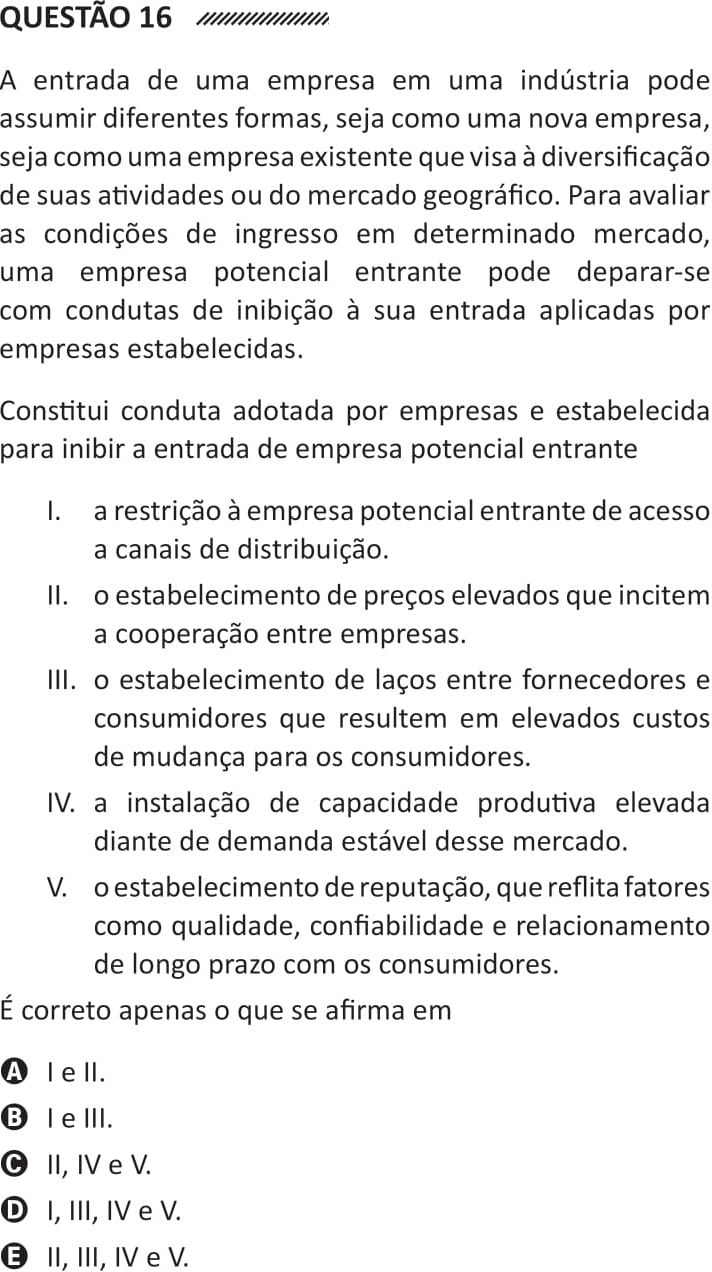 QUESTÃO 16
A entrada de uma empresa em uma indústria pode
assumir diferentes formas, seja como uma nova empresa,
seja como uma empresa existente que visa à diversificação
de suas atividades ou do mercado geográfico. Para avaliar
as condições de ingresso em determinado mercado,
uma empresa potencial entrante pode deparar-se
com condutas de inibição à sua entrada aplicadas por
empresas estabelecidas.
Constitui conduta adotada por empresas e estabelecida
para inibir a entrada de empresa potencial entrante
I. a restrição à empresa potencial entrante de acesso
a canais de distribuição.
II. o estabelecimento de preços elevados que incitem
a cooperação entre empresas.
III. o estabelecimento de laços entre fornecedores e
consumidores que resultem em elevados custos
de mudança para os consumidores.
IV. a instalação de capacidade produtiva elevada
diante de demanda estável desse mercado.
V. o estabelecimento de reputação, que reflita fatores
como qualidade, confiabilidade e relacionamento
de longo prazo com os consumidores.
É correto apenas o que se afirma em
A I e II.
B I e III.
C II, IV e V.
D I, III, IV e V.
E II, III, IV e V.